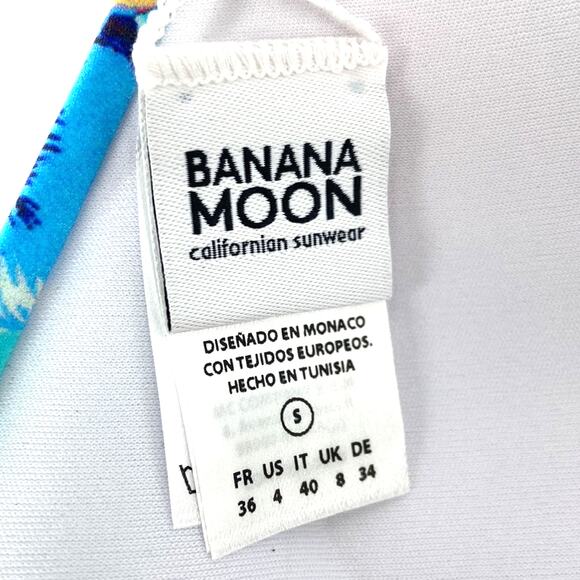 BANANA
MOON
californian sunwear
DISEÑADO EN MONACO
CON TEJIDOS EUROPEOS.
HECHO EN TUNISIA
S
FR US IT UK DE
36 4 40 8 34